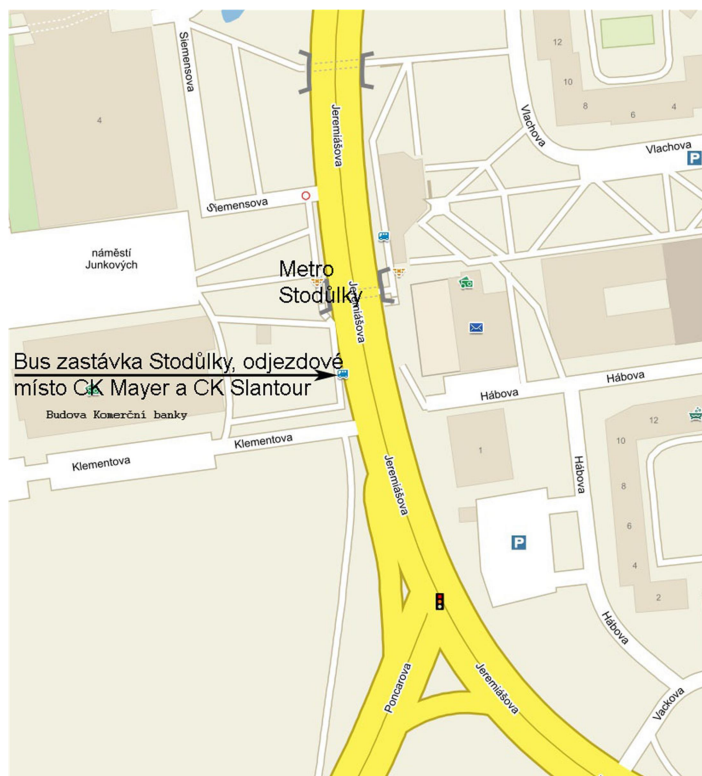 Siemensova
4
Jeremiášova
Vlachova
12
10
8
6
4
Vlachova
P
Siemensova
náměstí
Junkových
Metro
Stodůlky
Jeremiášova
Bus zastávka Stodůlky, odjezdové
místo CK Mayer a CK Slantour
Budova Komerční banky
Hábova
Hábova
Klementova
Klementova
1
Hábova
12
10
8
6
4
2
Jeremiášova
P
Hábova
Poncarova
Jeremiášova
Vackova